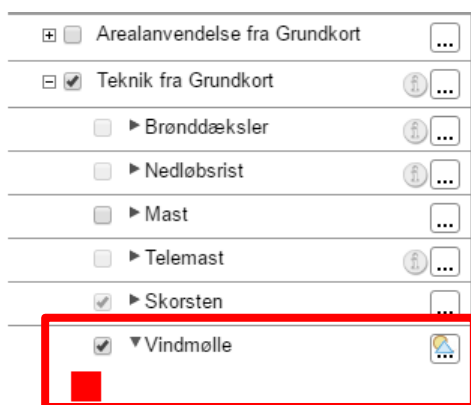 Arealanvendelse fra Grundkort ...
Teknik fra Grundkort ...
Brønddæksler ...
Nedløbsrist ...
Mast ...
Telemast ...
Skorsten ...
Vindmølle ...